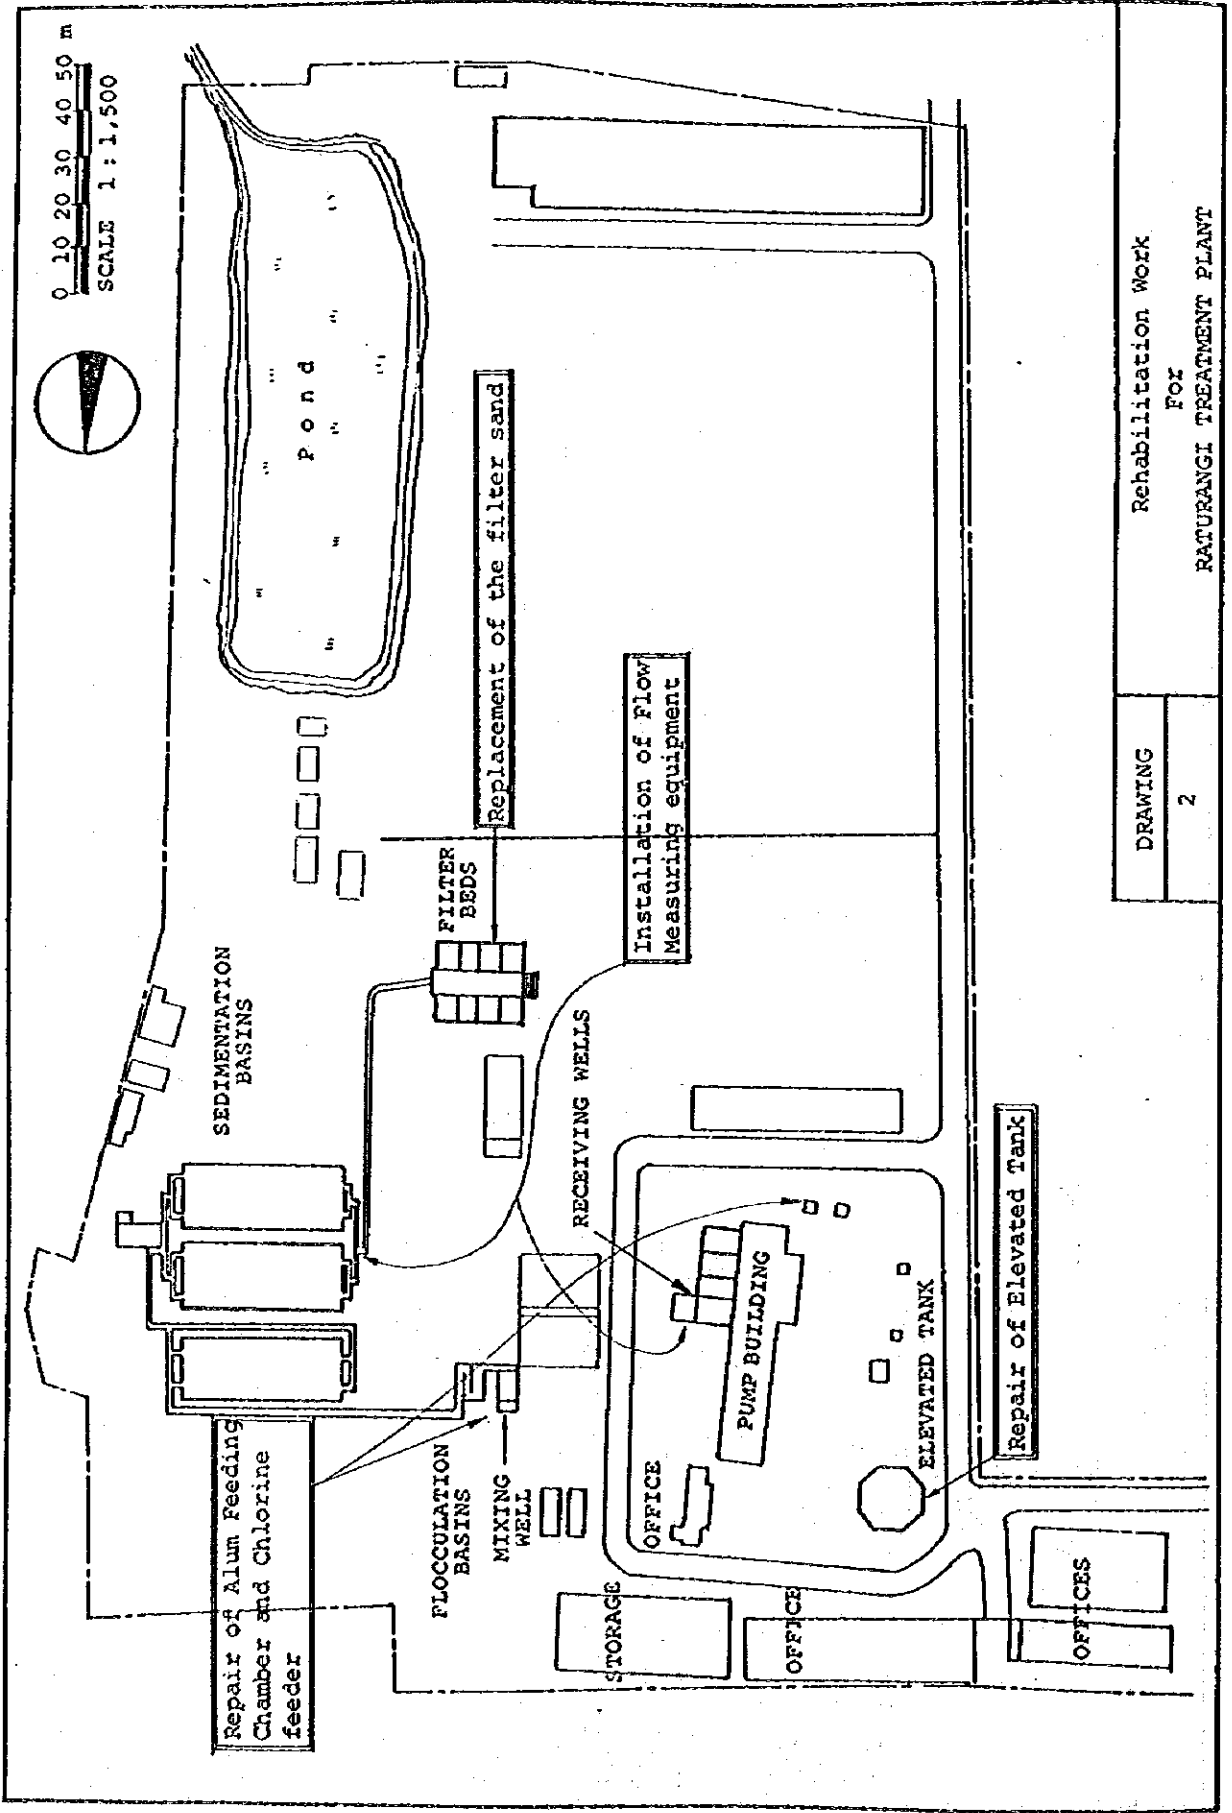 0 10 20 30 40 50 m
SCALE 1 : 1,500
Pond
SEDIMENTATION
BASINS
FILTER
BEDS
Replacement of the filter sand
Repair of Alum Feeding
Chamber and Chlorine
feeder
FLOCCULATION
BASINS
MIXING
WELL
Installation of Flow
Measuring equipment
RECEIVING WELLS
STORAGE
OFFICE
PUMP BUILDING
OFFICE
ELEVATED TANK
Repair of Elevated Tank
OFFICES
DRAWING
2
Rehabilitation Work
For
RATURANGI TREATMENT PLANT